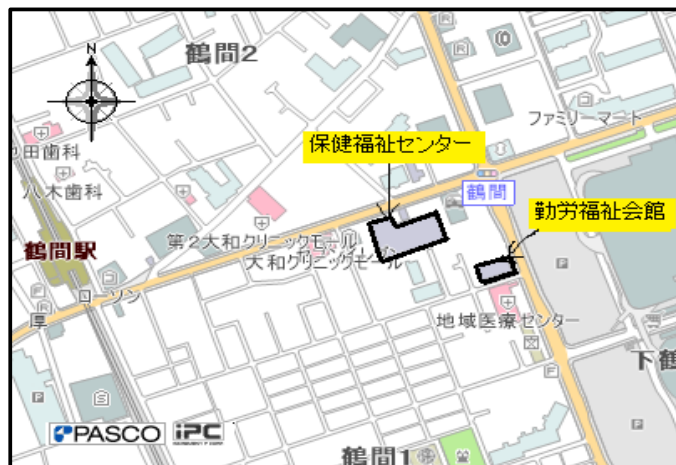 鶴間2
N
ファミリーマート
保健福祉センター
田歯科
八木歯科
鶴間
勤労福祉会館
鶴間駅
第2大和クリニックモール
大和クリニックモール
ローソン
P
地域医療センター
厚
下鶴
P
S
P
PASCO iPC
鶴間1